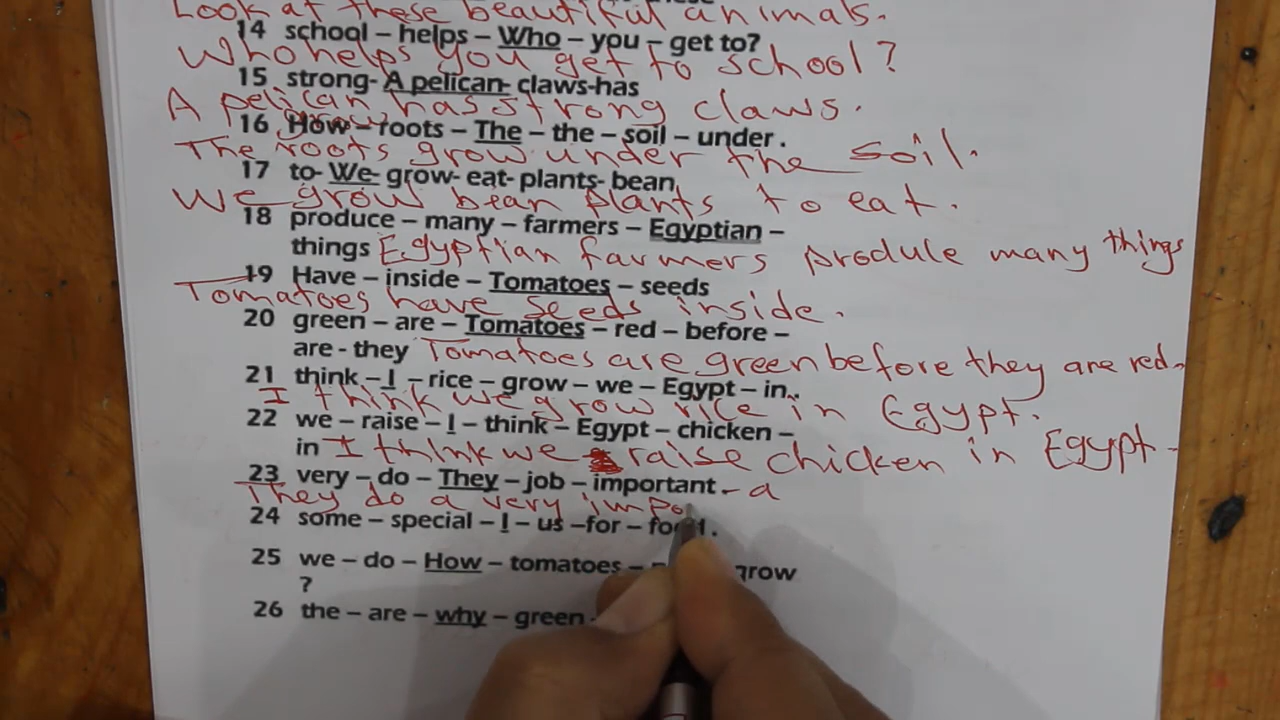 Look at these beautiful animals.
14 school – helps – Who – you – get to?
Who helps you get to school?
15 strong- A pelican- claws-has
A pelican has strong claws.
grow
16 How – roots – The – the – soil – under .
The roots grow under the soil.
17 to- We- grow- eat- plants- bean
We grow bean plants to eat.
18 produce – many – farmers – Egyptian –
things Egyptian farmers produce many things
19 Have – inside – Tomatoes – seeds
Tomatoes have seeds inside.
20 green – are – Tomatoes – red – before –
are - they Tomatoes are green before they are red.
21 think – I – rice – grow – we – Egypt – in..
I think we grow rice in Egypt.
22 we – raise – I – think – Egypt – chicken –
in I think we raise chicken in Egypt.
23 very – do – They – job – important - a
They do a very impo
24 some – special – I – us –for –
25 we – do – How – tomatoes – grow
?
26 the – are – why – green